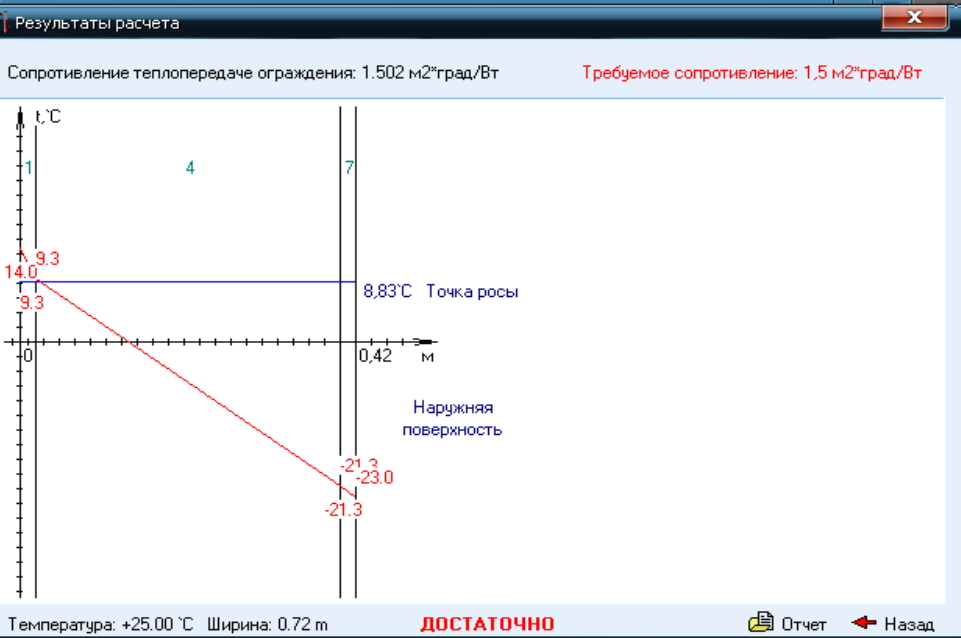 Результаты расчета
Сопротивление теплопередаче ограждения: 1.502 м2*град/Вт Требуемое сопротивление: 1,5 м2*град/Вт
t,`C
1 4 7
9.3
14.0
9.3
8,83`C Точка росы
0 0,42 м
Наружняя
поверхность
-21.3
-23.0
-21.3
Температура: +25.00 `C Ширина: 0.72 m ДОСТАТОЧНО Отчет Назад